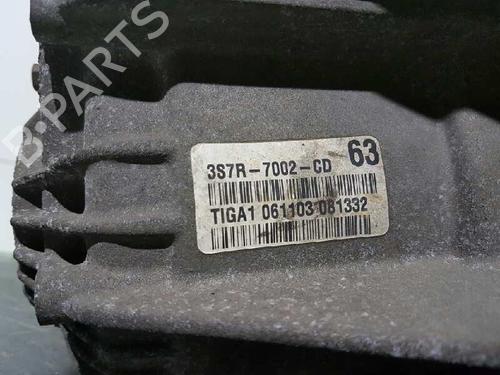 B-PARTS
3S7R-7002-CD 63
TIGA1 061103 081332